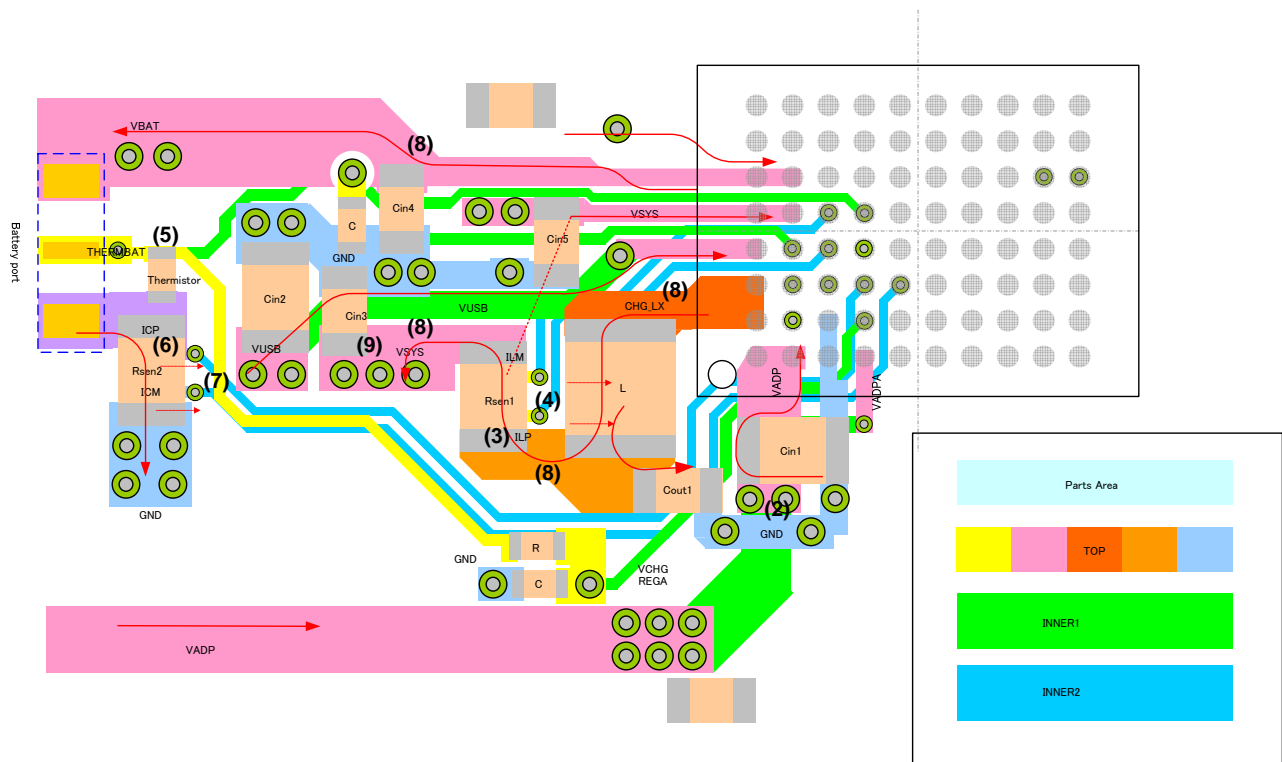 VBAT
(8)
Cin4
C
VSYS
Cin5
Battery port
(5)
THERMBAT
GND
Thermistor
Cin2
Cin3
VUSB
CHG_LX
(8)
ICP
(6)
Rsen2
(7)
ICM
VUSB
(9)
(8)
VSYS
ILM
Rsen1
(4)
(3)
ILP
(8)
L
VADP
VADPA
Cin1
Cout1
(2)
GND
GND
R
GND
C
VCHG
REGA
VADP
Parts Area
TOP
INNER1
INNER2